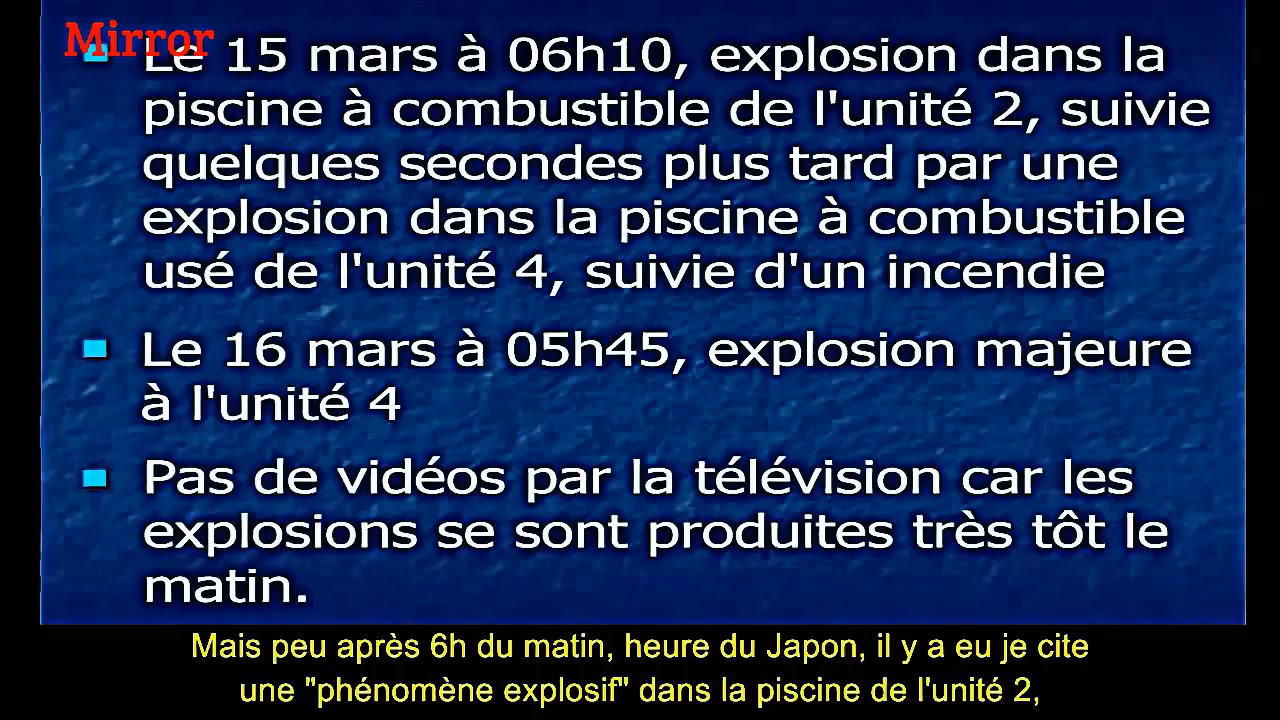 Mirror
Le 15 mars à 06h10, explosion dans la
piscine à combustible de l'unité 2, suivie
quelques secondes plus tard par une
explosion dans la piscine à combustible
usé de l'unité 4, suivie d'un incendie
Le 16 mars à 05h45, explosion majeure
à l'unité 4
Pas de vidéos par la télévision car les
explosions se sont produites très tôt le
matin.
Mais peu après 6h du matin, heure du Japon, il y a eu je cite
une "phénomène explosif" dans la piscine de l'unité 2,